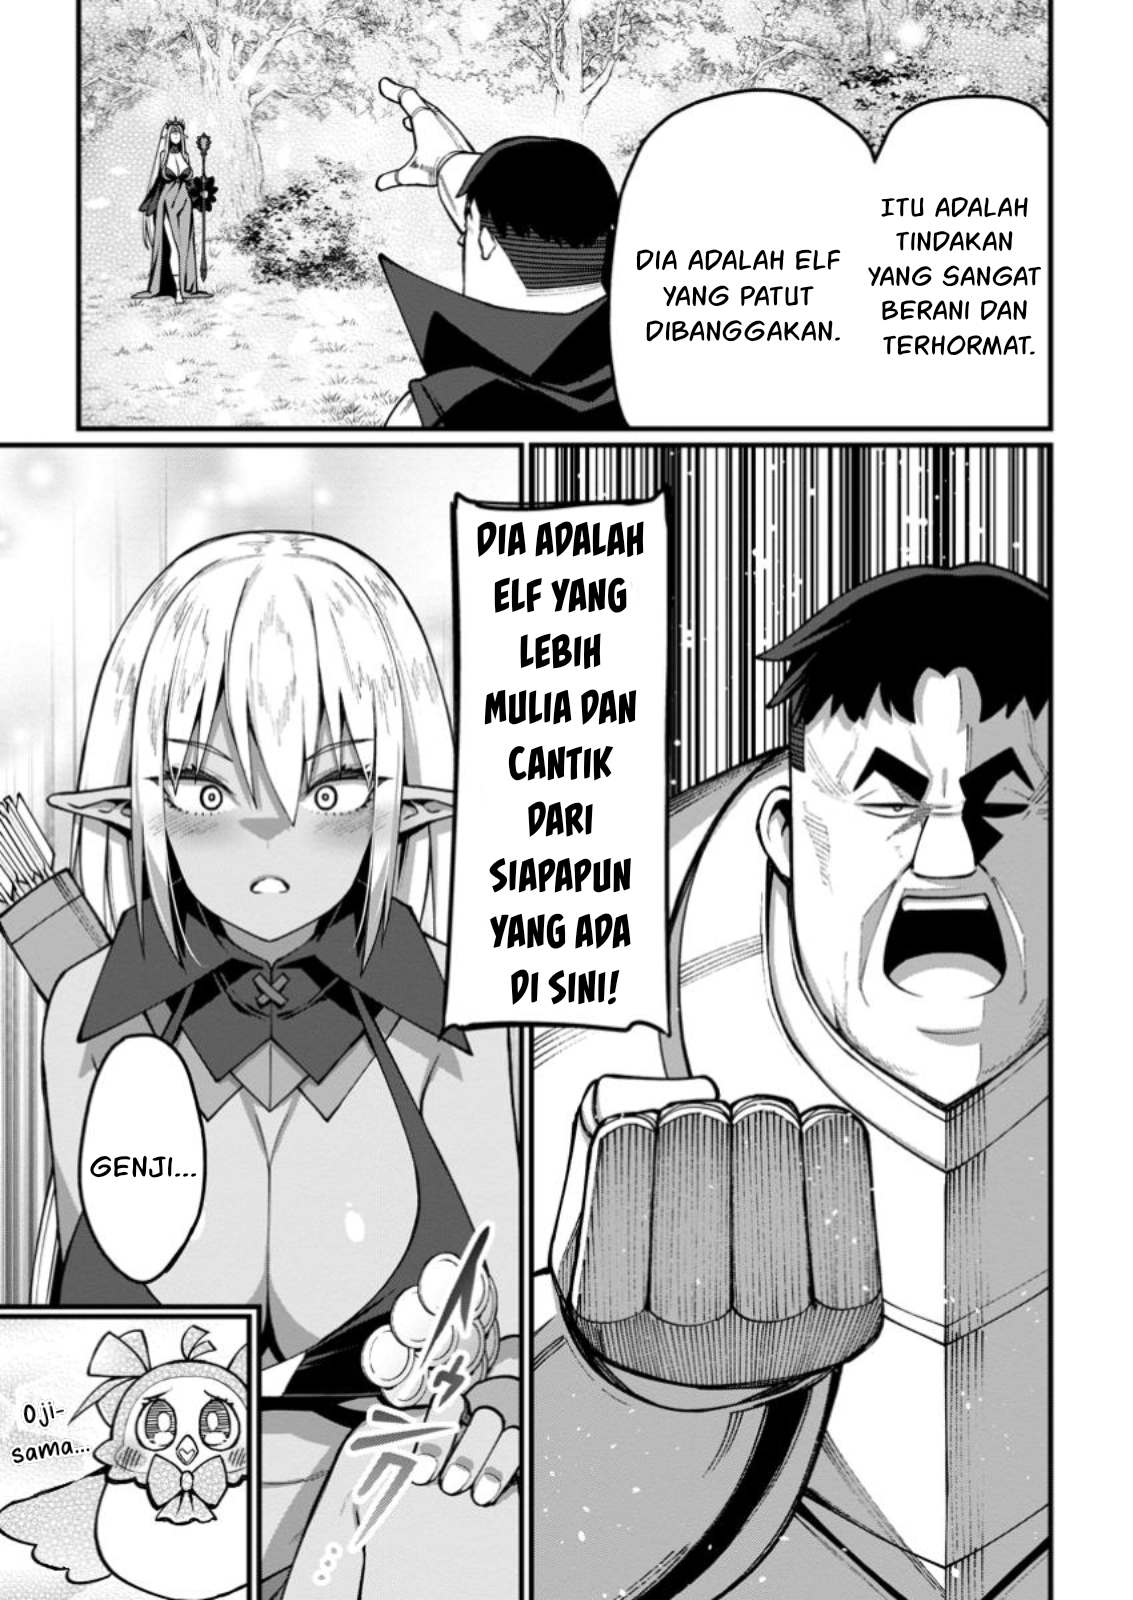 ITU ADALAH
TINDAKAN
YANG SANGAT
BERANI DAN
TERHORMAT.
DIA ADALAH ELF
YANG PATUT
DIBANGGAKAN.
DIA ADALAH
ELF YANG
LEBIH
MULIA DAN
CANTIK
DARI
SIAPAPUN
YANG ADA
DI SINI!
GENJI...
Oji-
sama...